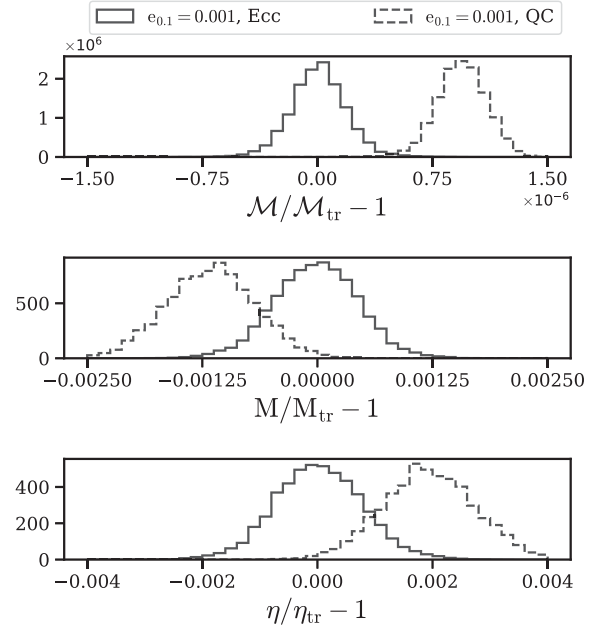 e0.1 = 0.001, Ecc e0.1 = 0.001, QC
×10⁶
2
1
0
−1.50 −0.75 0.00 0.75 1.50
×10⁻⁶
ℳ/ℳtr − 1
500
0
−0.00250 −0.00125 0.00000 0.00125 0.00250
M/Mtr − 1
400
200
0
−0.004 −0.002 0.000 0.002 0.004
η/ηtr − 1